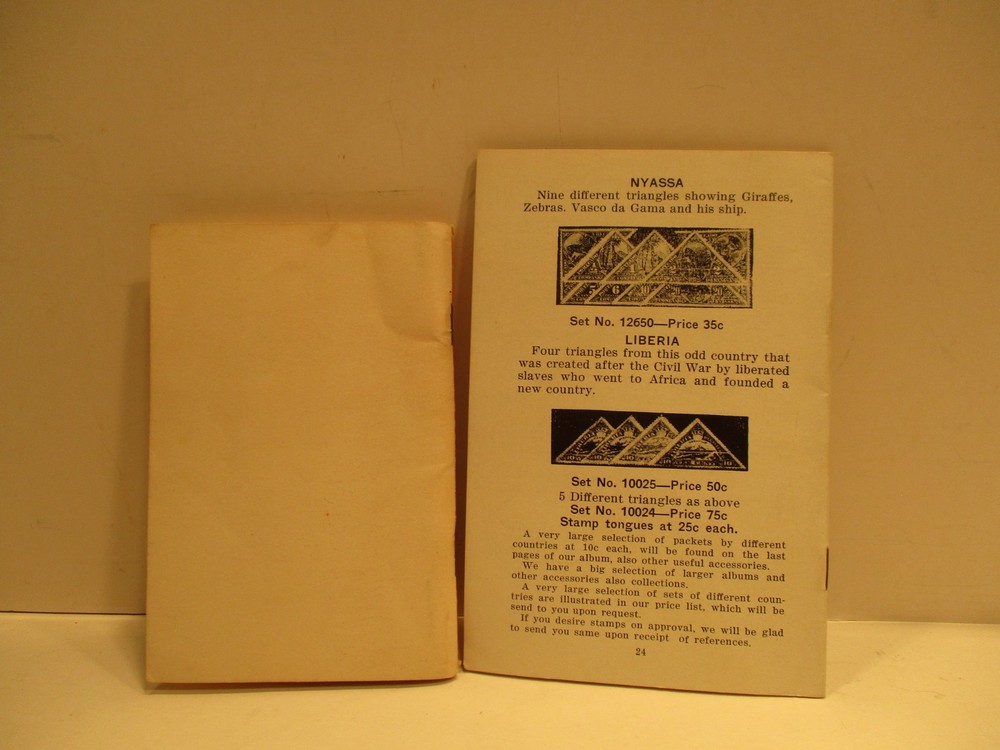 NYASSA
Nine different triangles showing Giraffes,
Zebras. Vasco da Gama and his ship.
5 6 10
Set No. 12650—Price 35c
LIBERIA
Four triangles from this odd country that
was created after the Civil War by liberated
slaves who went to Africa and founded a
new country.
Set No. 10025—Price 50c
5 Different triangles as above
Set No. 10024—Price 75c
Stamp tongues at 25c each.
A very large selection of packets by different
countries at 10c each, will be found on the last
pages of our album, also other useful accessories.
We have a big selection of larger albums and
other accessories also collections.
A very large selection of sets of different coun-
tries are illustrated in our price list, which will be
send to you upon request.
If you desire stamps on approval, we will be glad
to send you same upon receipt of references.
24